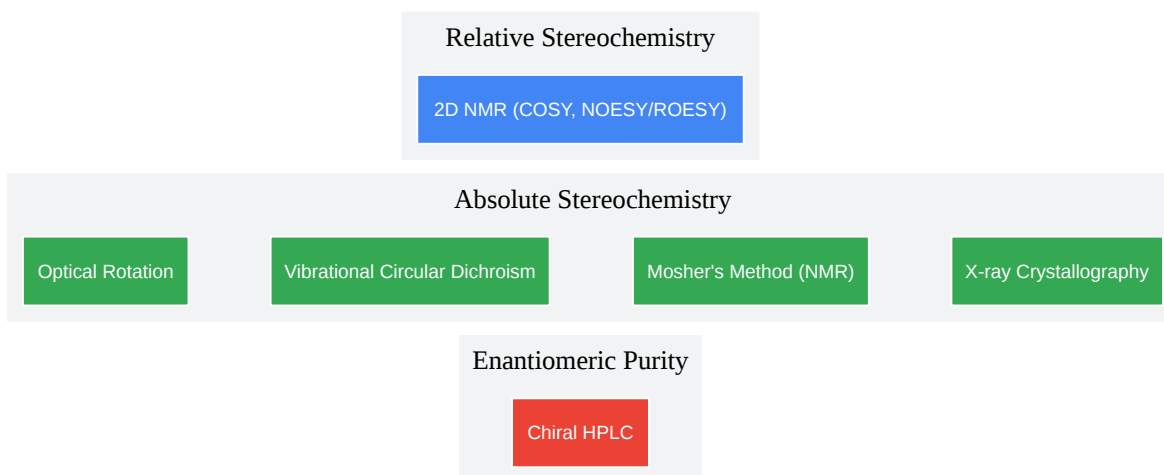 Relative Stereochemistry
2D NMR (COSY, NOESY/ROESY)
Absolute Stereochemistry
Optical Rotation
Vibrational Circular Dichroism
Mosher's Method (NMR)
X-ray Crystallography
Enantiomeric Purity
Chiral HPLC